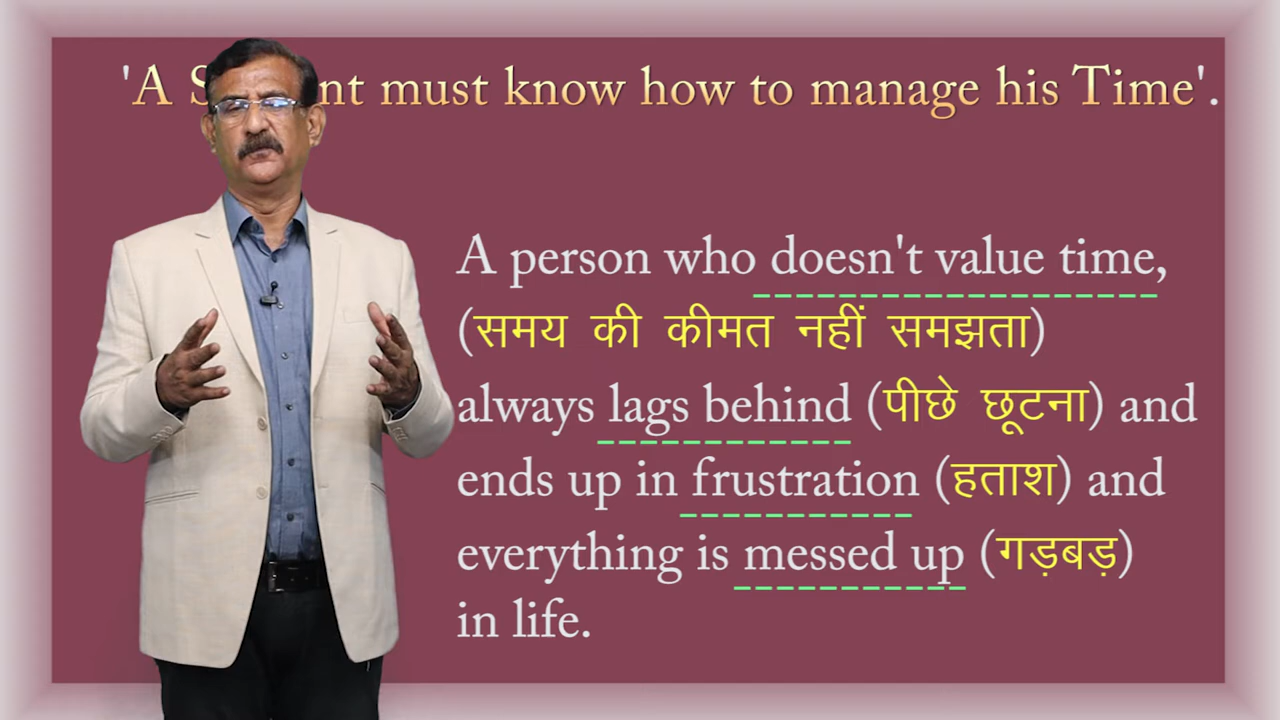 'A must know how to manage his Time'.
A person who doesn't value time,
(समय की कीमत नहीं समझता)
always lags behind (पीछे छूटना) and
ends up in frustration (हताश) and
everything is messed up (गड़बड़)
in life.